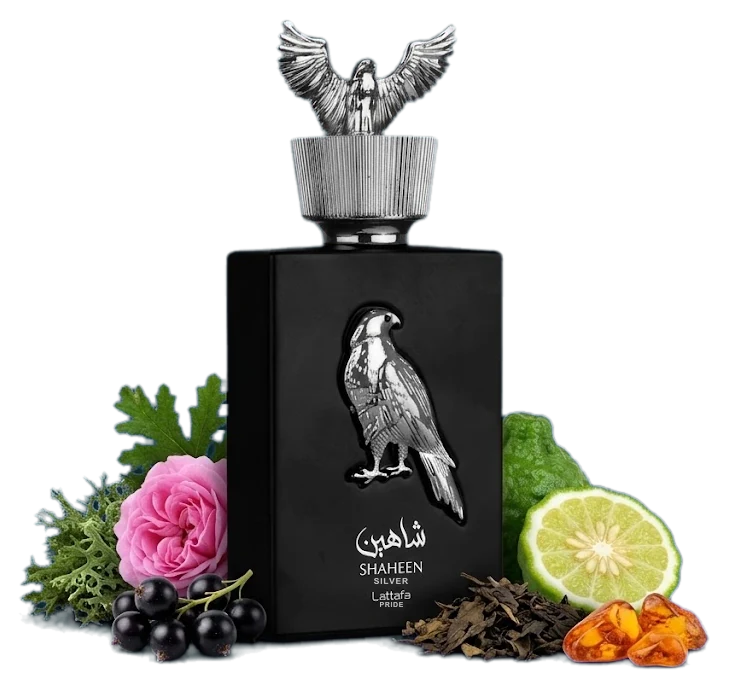 شاهين
SHAHEEN
SILVER
Lattafa
PRIDE